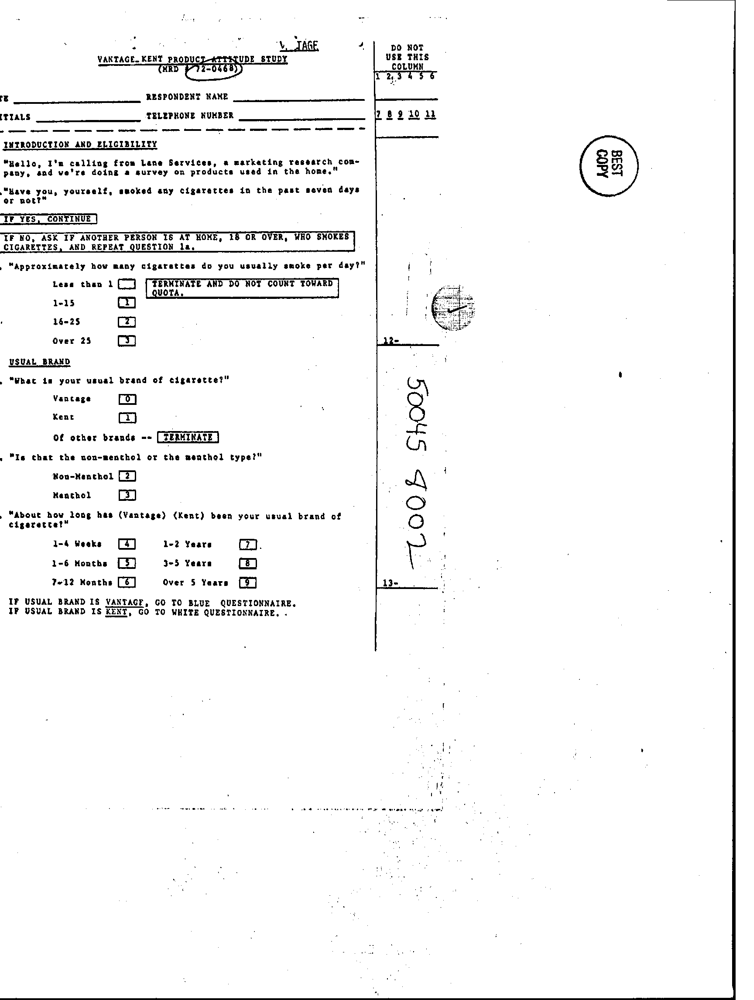 TAGE
VANTAGE-KENT PRODUCT ATTITUDE STUDY
(MRD # 72-0468)
DO NOT
USE THIS
COLUMN
1 2 3 4 5 6
TE RESPONDENT NAME
ITIALS TELEPHONE NUMBER
7 8 9 10 11
INTRODUCTION AND ELIGIBILITY
"Hello, I'm calling from Lane Services, a marketing research com-
pany, and we're doing a survey on products used in the home."
"Have you, yourself, smoked any cigarettes in the past seven days
or not?"
IF YES, CONTINUE
IF NO, ASK IF ANOTHER PERSON IS AT HOME, 18 OR OVER, WHO SMOKES
CIGARETTES, AND REPEAT QUESTION 1a.
"Approximately how many cigarettes do you usually smoke per day?"
Less than 1 TERMINATE AND DO NOT COUNT TOWARD
QUOTA.
1-15 1
16-25 2
Over 25 3
12-
USUAL BRAND
"What is your usual brand of cigarette?"
Vantage 0
Kent 1
Of other brands -- TERMINATE
"Is that the non-menthol or the menthol type?"
Non-Menthol 2
Menthol 3
"About how long has (Vantage) (Kent) been your usual brand of
cigarette?"
1-4 Weeks 4 1-2 Years 7
1-6 Months 5 3-5 Years 8
7-12 Months 6 Over 5 Years 9
13-
IF USUAL BRAND IS VANTAGE, GO TO BLUE QUESTIONNAIRE.
IF USUAL BRAND IS KENT, GO TO WHITE QUESTIONNAIRE.
50045 9002
BEST
COPY